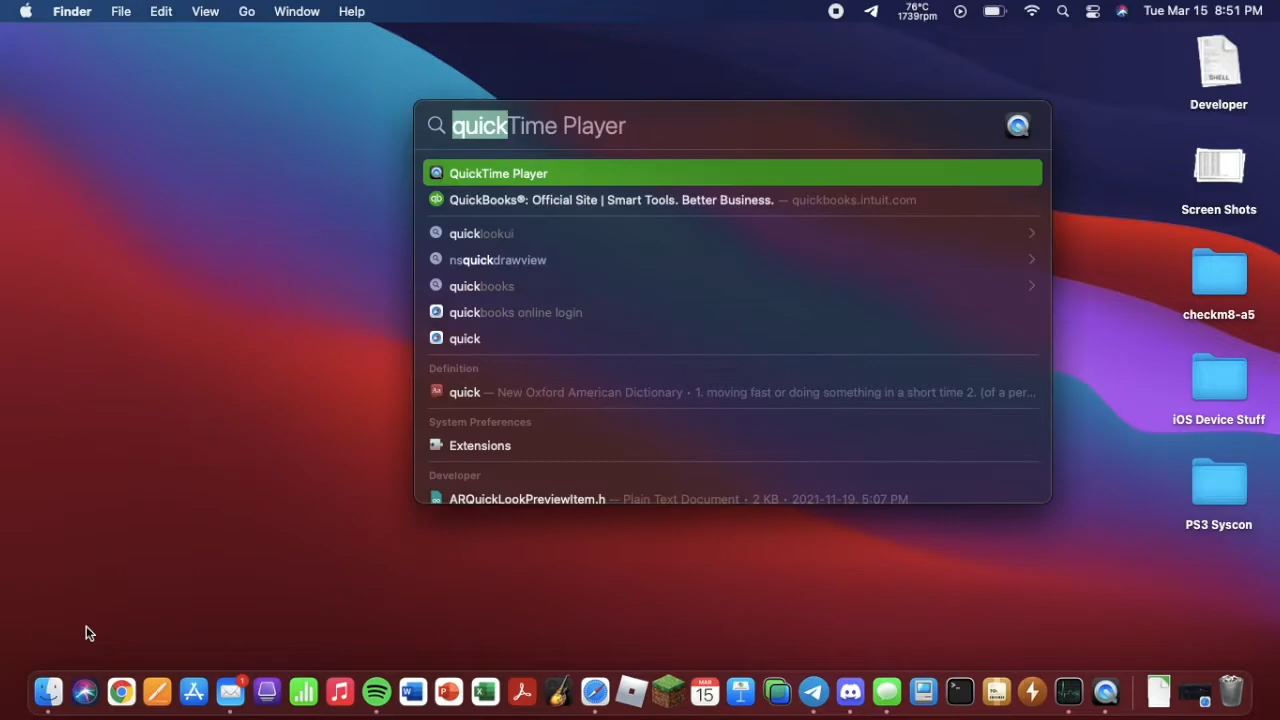 Finder File Edit View Go Window Help 76°C 1739rpm Tue Mar 15 8:51 PM
SHELL
Developer
Screen Shots
checkm8-a5
iOS Device Stuff
PS3 Syscon
quickTime Player
QuickTime Player
QuickBooks®: Official Site | Smart Tools. Better Business. — quickbooks.intuit.com
quicklookui
nsquickdrawview
quickbooks
quickbooks online login
quick
Definition
quick — New Oxford American Dictionary • 1. moving fast or doing something in a short time 2. (of a per...
System Preferences
Extensions
Developer
ARQuickLookPreviewItem.h — Plain Text Document • 2 KB • 2021-11-19, 5:07 PM
1
MAR
15